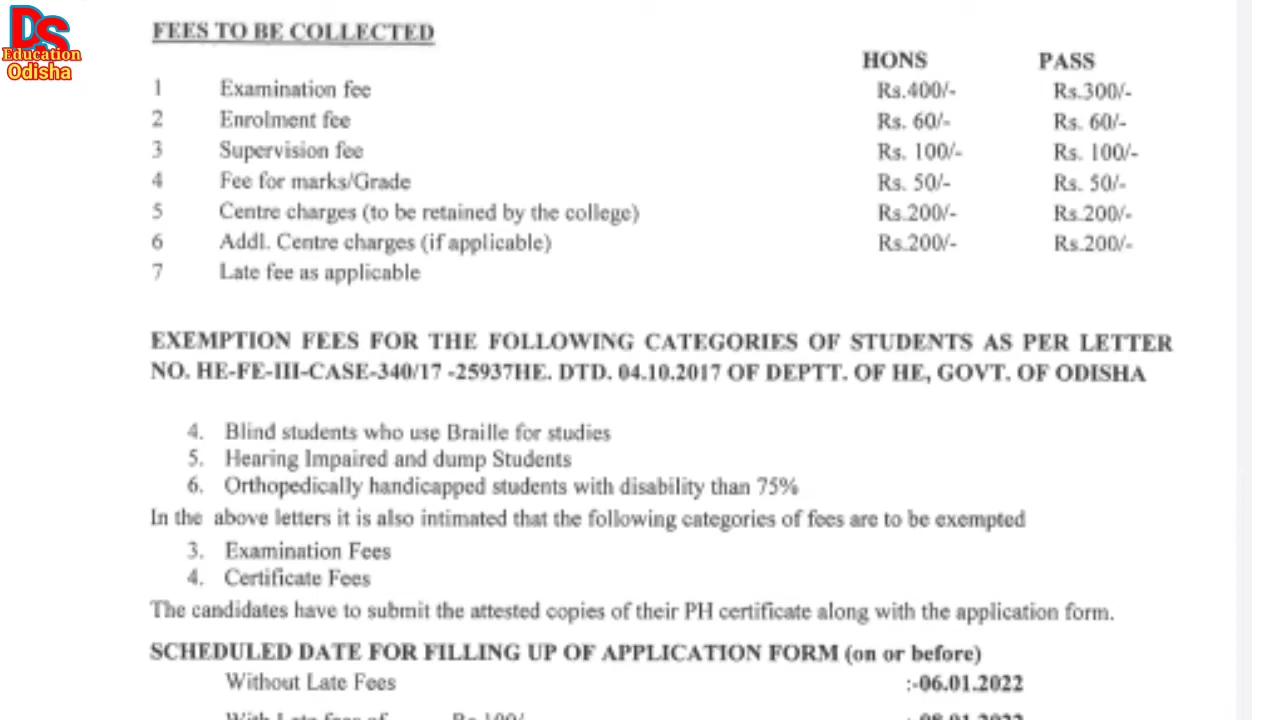 DS
Education
Odisha
FEES TO BE COLLECTED
HONS PASS
1 Examination fee Rs.400/- Rs.300/-
2 Enrolment fee Rs. 60/- Rs. 60/-
3 Supervision fee Rs. 100/- Rs. 100/-
4 Fee for marks/Grade Rs. 50/- Rs. 50/-
5 Centre charges (to be retained by the college) Rs.200/- Rs.200/-
6 Addl. Centre charges (if applicable) Rs.200/- Rs.200/-
7 Late fee as applicable
EXEMPTION FEES FOR THE FOLLOWING CATEGORIES OF STUDENTS AS PER LETTER
NO. HE-FE-III-CASE-340/17 -25937HE. DTD. 04.10.2017 OF DEPTT. OF HE, GOVT. OF ODISHA
4. Blind students who use Braille for studies
5. Hearing Impaired and dump Students
6. Orthopedically handicapped students with disability than 75%
In the above letters it is also intimated that the following categories of fees are to be exempted
3. Examination Fees
4. Certificate Fees
The candidates have to submit the attested copies of their PH certificate along with the application form.
SCHEDULED DATE FOR FILLING UP OF APPLICATION FORM (on or before)
Without Late Fees :-06.01.2022
With Late fees of Rs.100/- : 08.01.2022